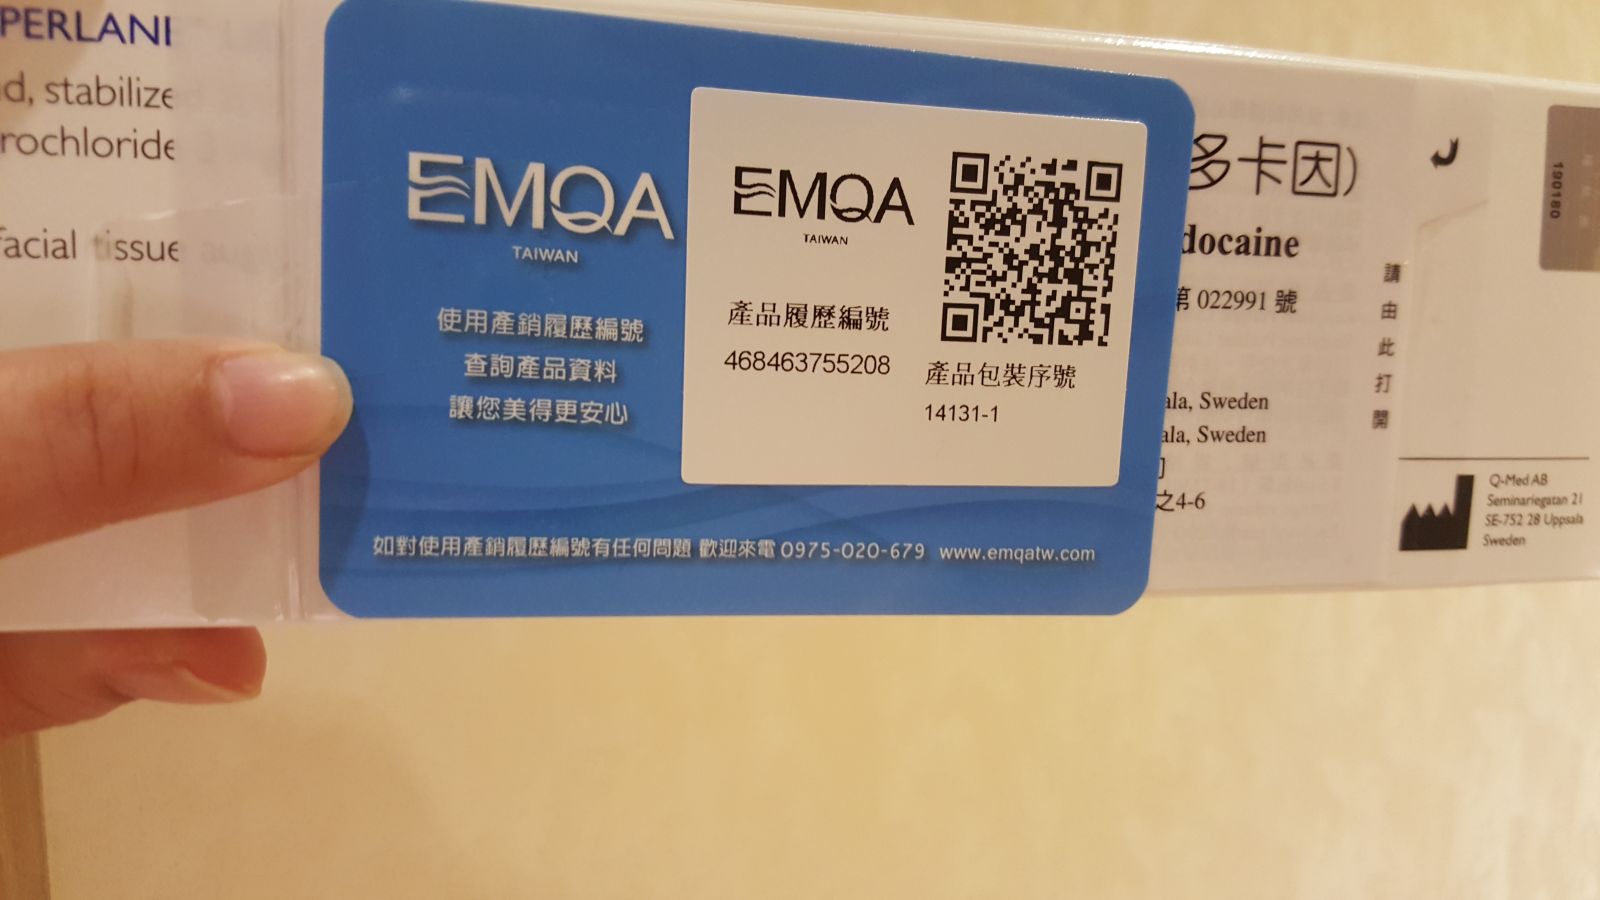 PERLANE
d, stabilize
rochloride
facial tissue
EMQA
TAIWAN
使用產銷履歷編號
查詢產品資料
讓您美得更安心
EMQA
TAIWAN
產品履歷編號
468463755208
產品包裝序號
14131-1
如對使用產銷履歷編號有任何問題 歡迎來電 0975-020-679 www.emqatw.com
多卡因)
docaine
第 022991 號
ala, Sweden
ala, Sweden
之4-6
請由此打開
190180
Q-Med AB
Seminariegatan 21
SE-752 28 Uppsala
Sweden